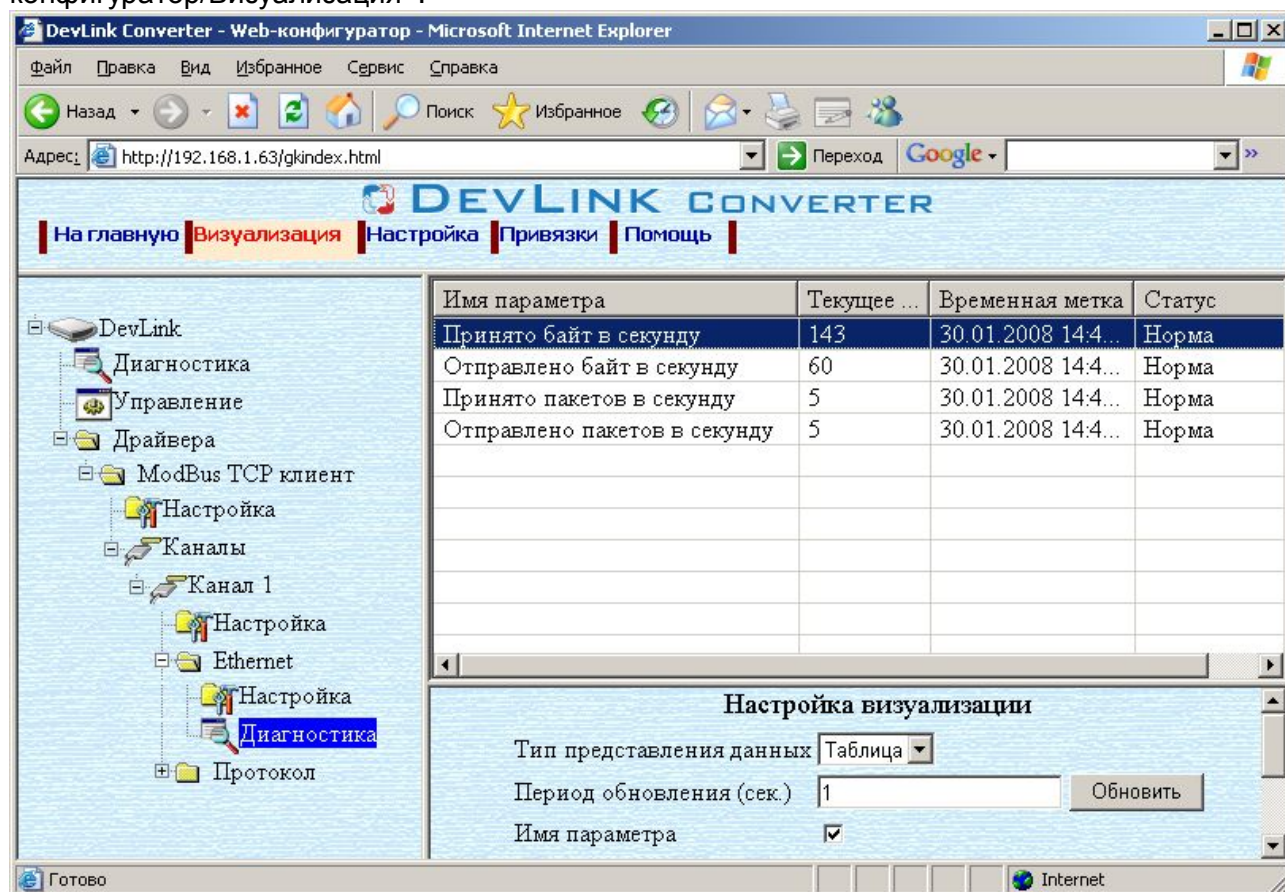 конфигуратор/Визуализация".
DevLink Converter - Web-конфигуратор - Microsoft Internet Explorer
Файл Правка Вид Избранное Сервис Справка
Назад Поиск Избранное
Адрес: http://192.168.1.63/gkindex.html Переход Google
DEVLINK CONVERTER
На главную Визуализация Настройка Привязки Помощь
DevLink
Диагностика
Управление
Драйвера
ModBus TCP клиент
Настройка
Каналы
Канал 1
Настройка
Ethernet
Настройка
Диагностика
Протокол
Имя параметра Текущее ... Временная метка Статус
Принято байт в секунду 143 30.01.2008 14:4... Норма
Отправлено байт в секунду 60 30.01.2008 14:4... Норма
Принято пакетов в секунду 5 30.01.2008 14:4... Норма
Отправлено пакетов в секунду 5 30.01.2008 14:4... Норма
Настройка визуализации
Тип представления данных Таблица
Период обновления (сек.) 1 Обновить
Имя параметра
Готово Internet